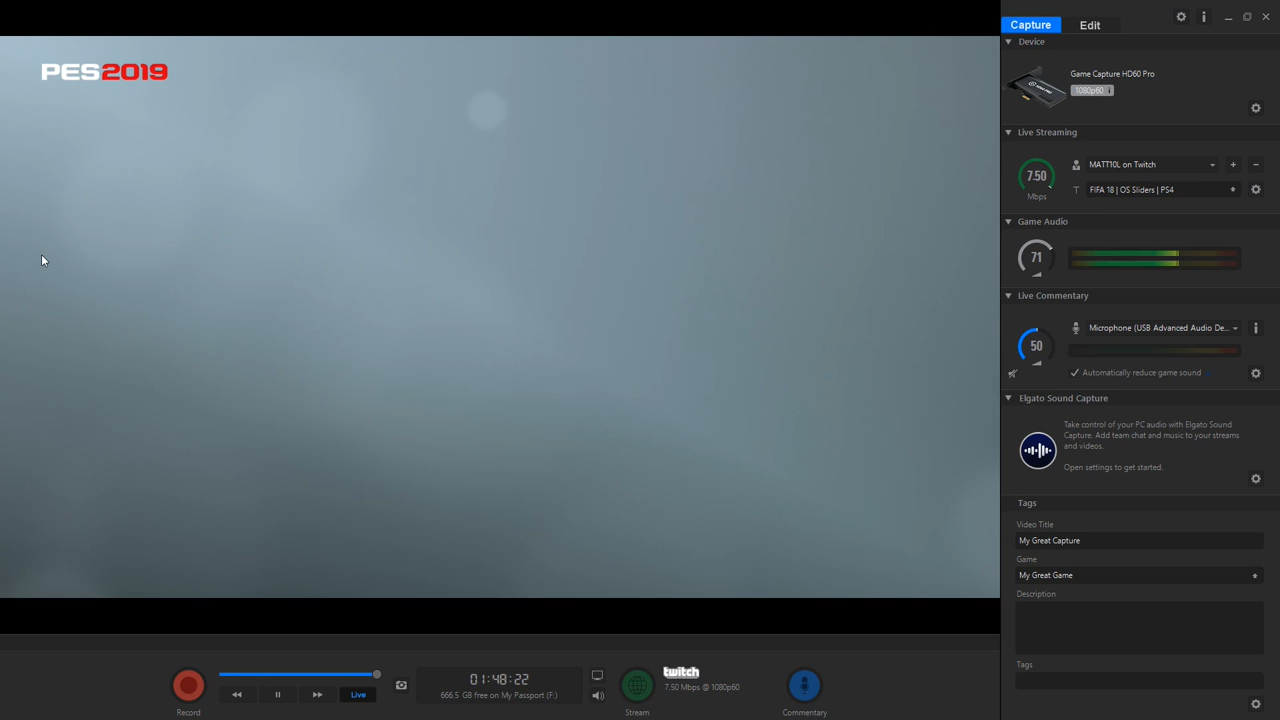 PES2019
Capture
Edit
Device
Game Capture HD60 Pro
1080p60 i
Live Streaming
7.50
Mbps
MATT10L on Twitch
FIFA 18 | OS Sliders | PS4
Game Audio
71
Live Commentary
50
Microphone (USB Advanced Audio De...
Automatically reduce game sound
Elgato Sound Capture
Take control of your PC audio with Elgato Sound
Capture. Add team chat and music to your streams
and videos.
Open settings to get started.
Tags
Video Title
My Great Capture
Game
My Great Game
Description
Tags
Record
Live
01:48:22
666.5 GB free on My Passport (F:)
Stream
twitch
7.50 Mbps @ 1080p60
Commentary